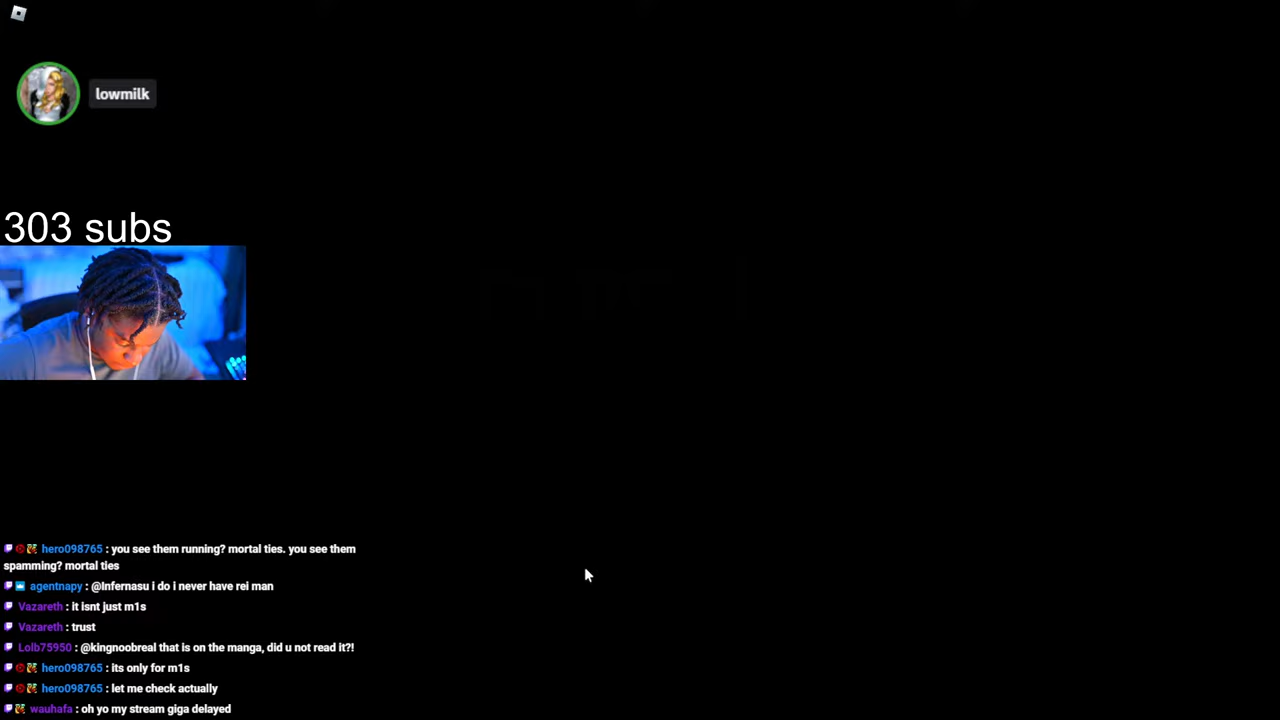 lowmilk
303 subs
hero098765 : you see them running? mortal ties. you see them
spamming? mortal ties
agentnapy : @Infernasu i do i never have rei man
Vazareth : it isnt just m1s
Vazareth : trust
Lolb75950 : @kingnoobreal that is on the manga, did u not read it?!
hero098765 : its only for m1s
hero098765 : let me check actually
wauhafa : oh yo my stream giga delayed